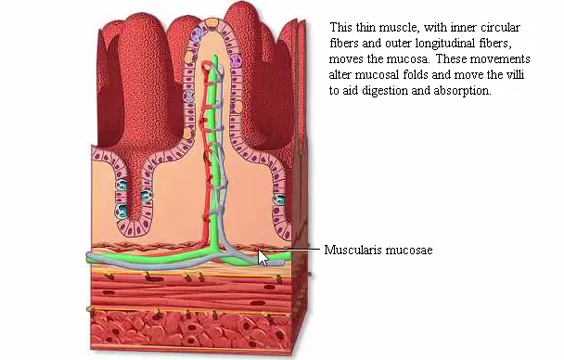 This thin muscle, with inner circular
fibers and outer longitudinal fibers,
moves the mucosa. These movements
alter mucosal folds and move the villi
to aid digestion and absorption.
Muscularis mucosae